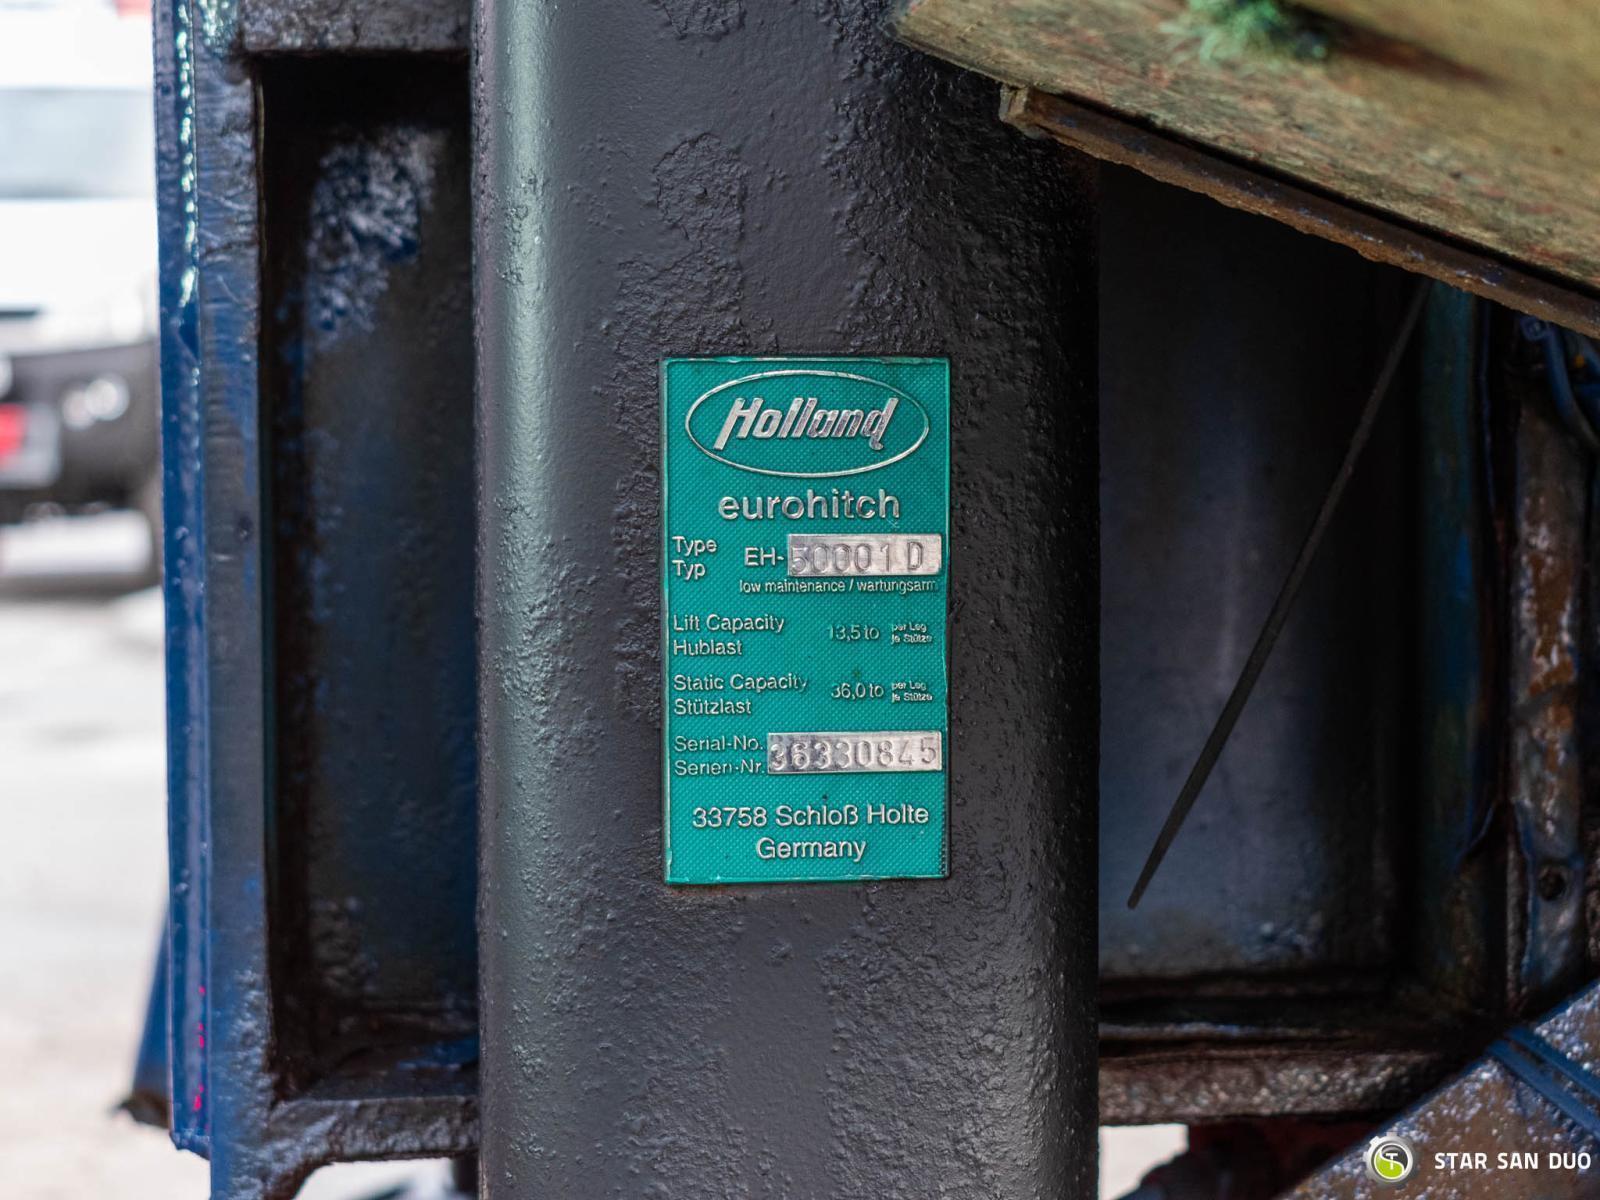 Holland
eurohitch
Type EH-50001D
Typ
low maintenance / wartungsarm
Lift Capacity 13,5 to per Leg
Hublast je Stütze
Static Capacity 36,0 to per Leg
Stützlast je Stütze
Serial-No. 36330845
Serien-Nr.
33758 Schloß Holte
Germany
STAR SAN DUO